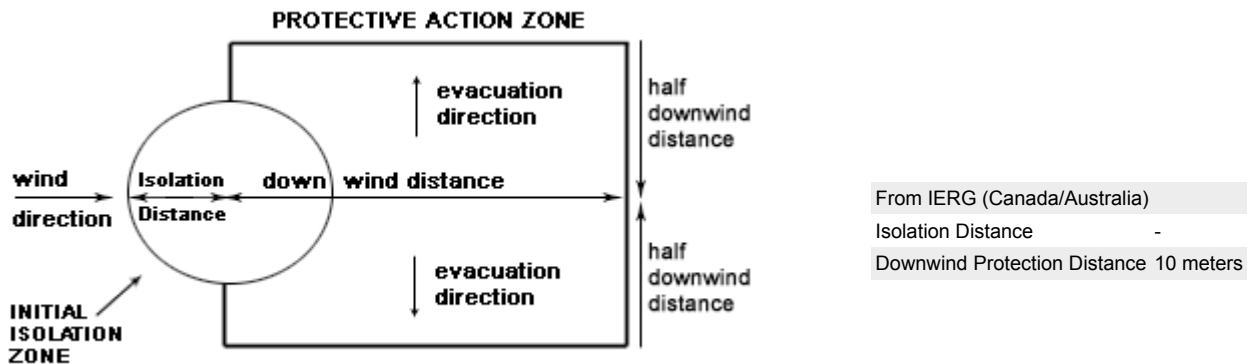 PROTECTIVE ACTION ZONE
evacuation
direction
half
downwind
distance
wind
direction
Isolation
Distance
down wind distance
evacuation
direction
half
downwind
distance
INITIAL
ISOLATION
ZONE
From IERG (Canada/Australia)
Isolation Distance -
Downwind Protection Distance 10 meters